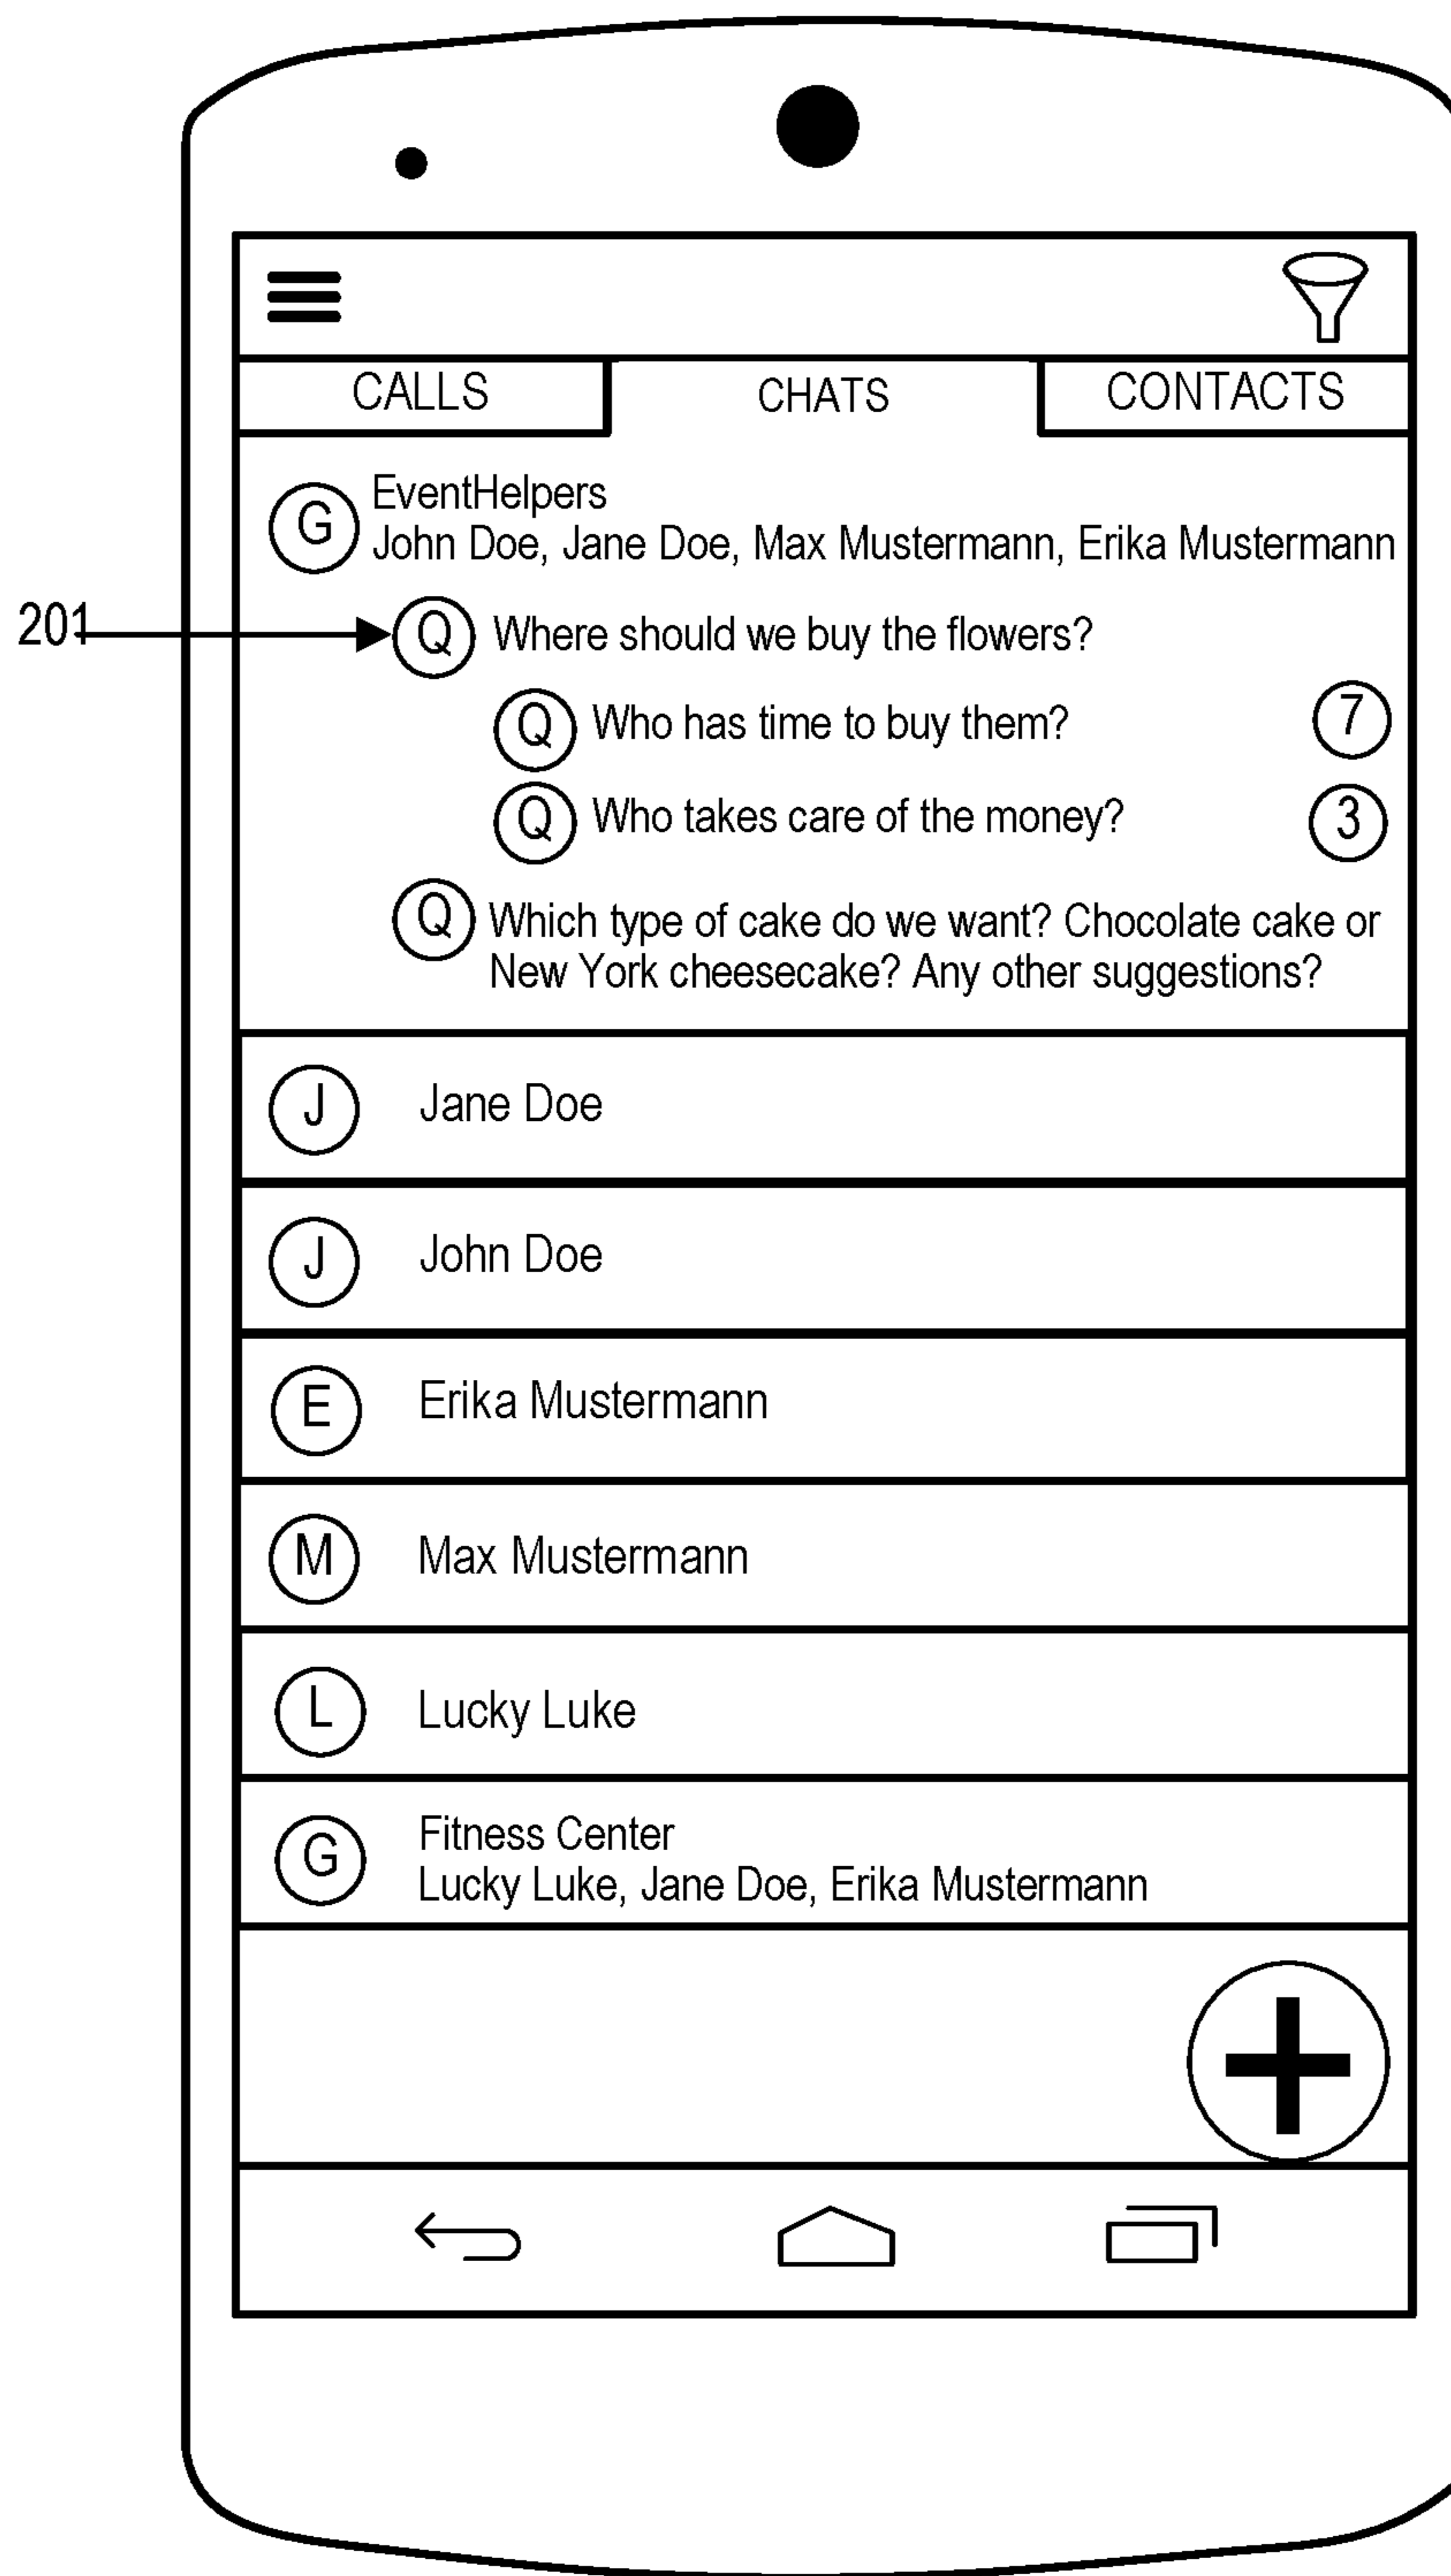 CALLS
CHATS
CONTACTS
G
EventHelpers
John Doe, Jane Doe, Max Mustermann, Erika Mustermann
201
Q Where should we buy the flowers?
Q Who has time to buy them? 7
Q Who takes care of the money? 3
Q Which type of cake do we want? Chocolate cake or
New York cheesecake? Any other suggestions?
J Jane Doe
J John Doe
E Erika Mustermann
M Max Mustermann
L Lucky Luke
G
Fitness Center
Lucky Luke, Jane Doe, Erika Mustermann